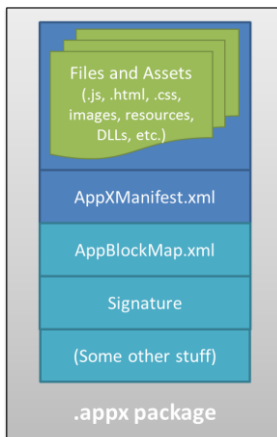 Files and Assets
(.js, .html, .css,
images, resources,
DLLs, etc.)
AppXManifest.xml
AppBlockMap.xml
Signature
(Some other stuff)
.appx package